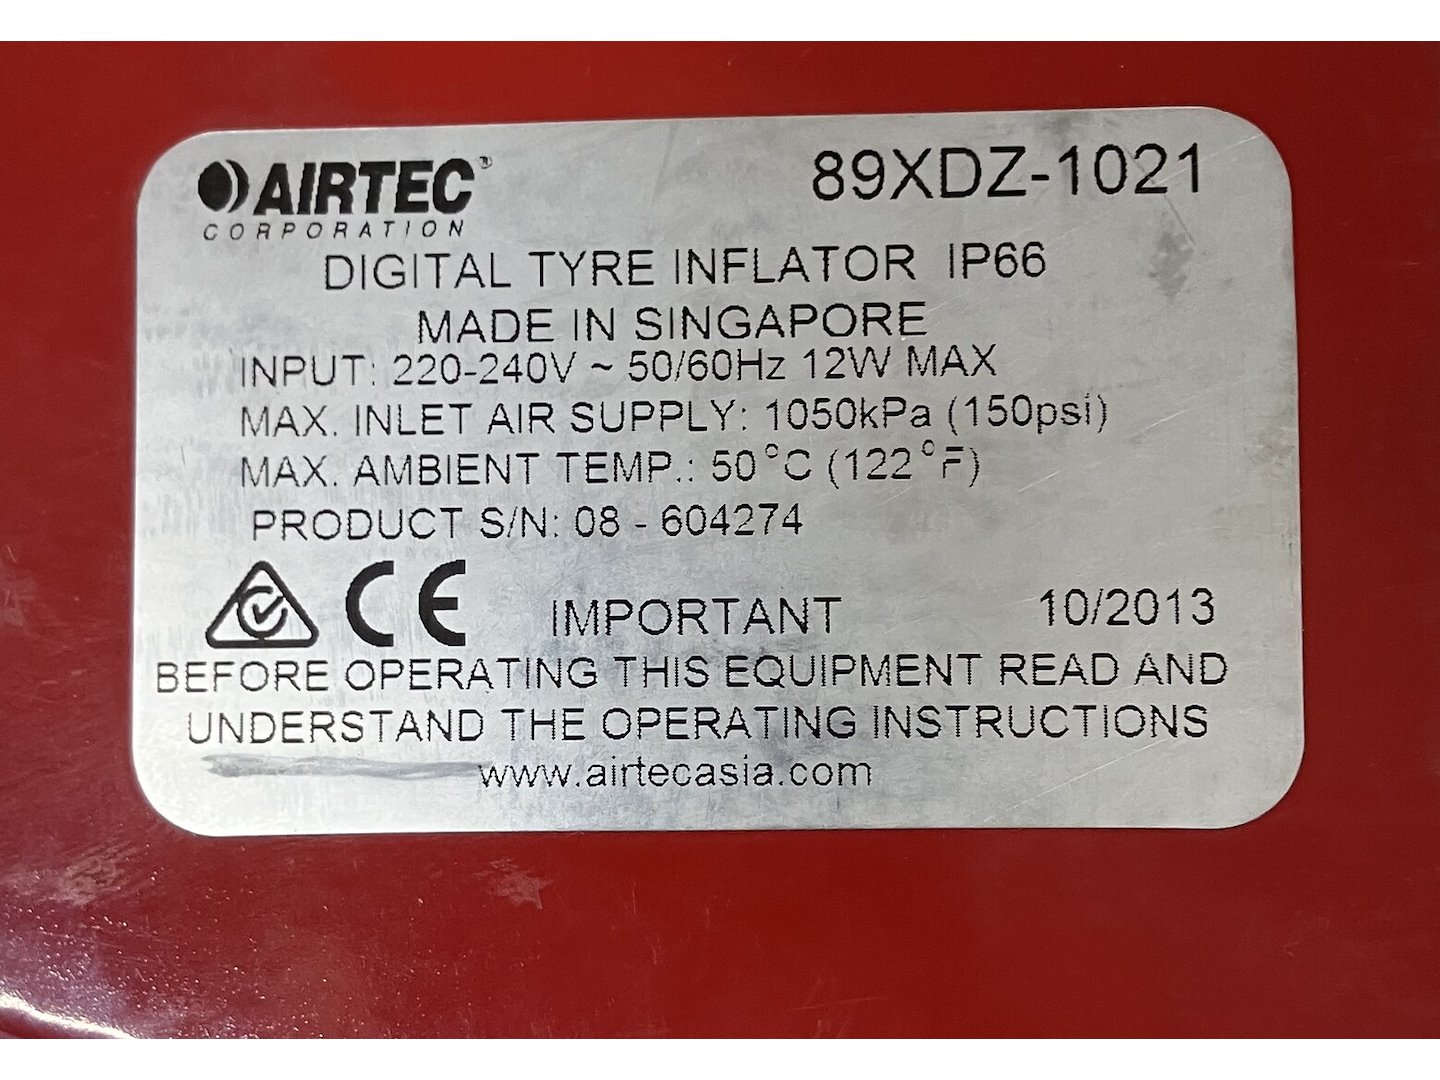 AIRTEC® 89XDZ-1021
CORPORATION
DIGITAL TYRE INFLATOR IP66
MADE IN SINGAPORE
INPUT: 220-240V ~ 50/60Hz 12W MAX
MAX. INLET AIR SUPPLY: 1050kPa (150psi)
MAX. AMBIENT TEMP.: 50°C (122°F)
PRODUCT S/N: 08 - 604274
CE IMPORTANT 10/2013
BEFORE OPERATING THIS EQUIPMENT READ AND
UNDERSTAND THE OPERATING INSTRUCTIONS
www.airtecasia.com